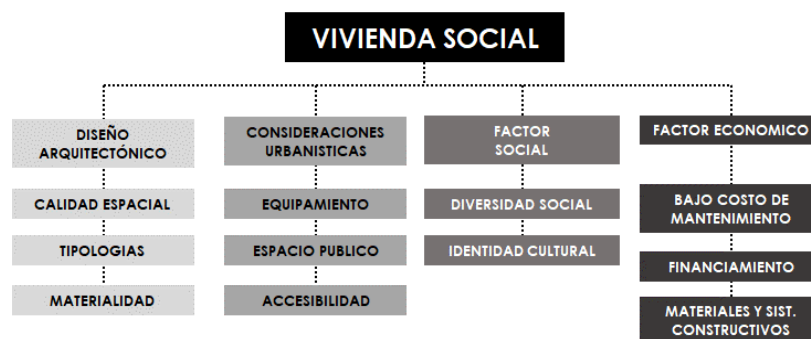 VIVIENDA SOCIAL
DISEÑO
ARQUITECTÓNICO
CALIDAD ESPACIAL
TIPOLOGIAS
MATERIALIDAD
CONSIDERACIONES
URBANISTICAS
EQUIPAMIENTO
ESPACIO PUBLICO
ACCESIBILIDAD
FACTOR
SOCIAL
DIVERSIDAD SOCIAL
IDENTIDAD CULTURAL
FACTOR ECONOMICO
BAJO COSTO DE
MANTENIMIENTO
FINANCIAMIENTO
MATERIALES Y SIST.
CONSTRUCTIVOS